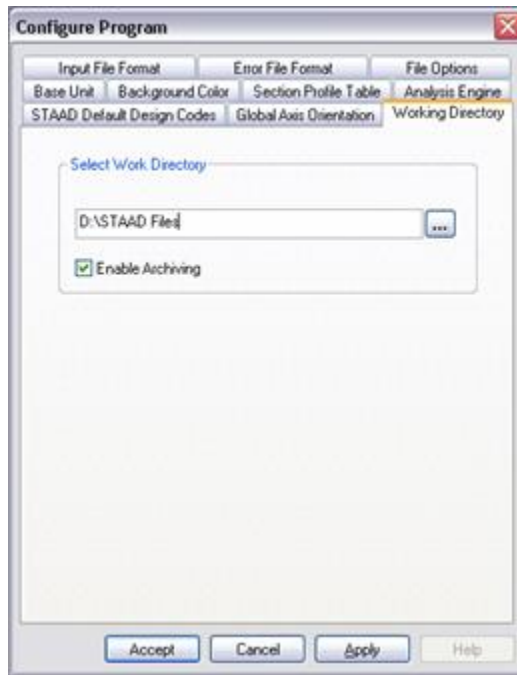 Configure Program
Input File Format Error File Format File Options
Base Unit Background Color Section Profile Table Analysis Engine
STAAD Default Design Codes Global Axis Orientation Working Directory
Select Work Directory
D:\STAAD Files
...
Enable Archiving
Accept Cancel Apply Help